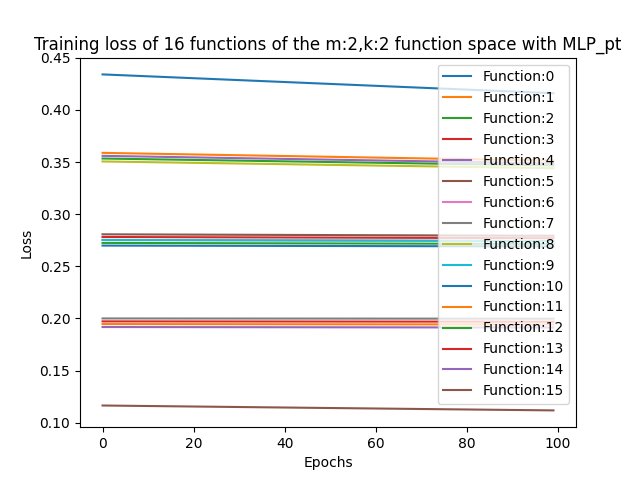 Training loss of 16 functions of the m:2,k:2 function space with MLP_pt
0.45
0.40
0.35
0.30
0.25
0.20
0.15
0.10
Loss
0 20 40 60 80 100
Epochs
Function:0
Function:1
Function:2
Function:3
Function:4
Function:5
Function:6
Function:7
Function:8
Function:9
Function:10
Function:11
Function:12
Function:13
Function:14
Function:15